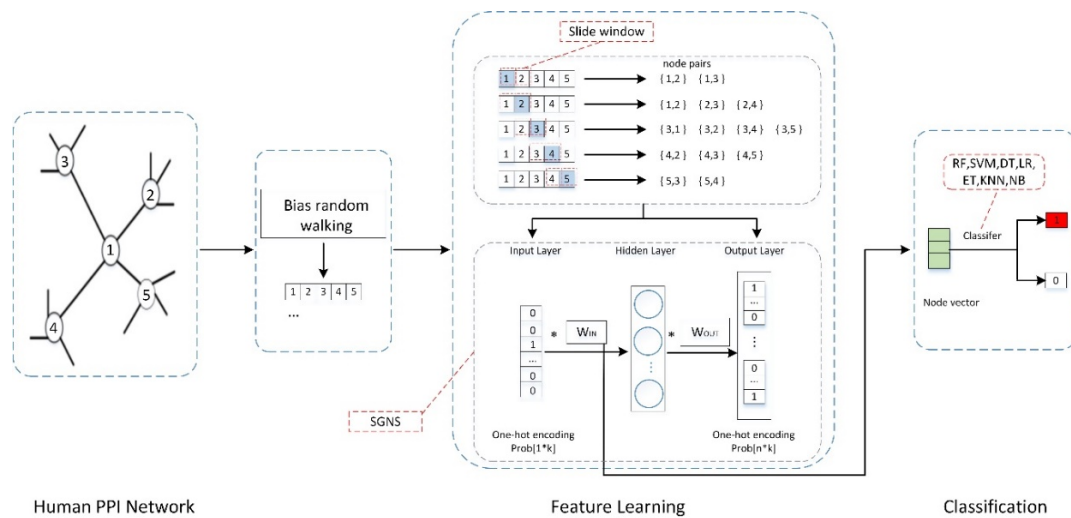 Slide window
node pairs
1 2 3 4 5
{ 1,2 } { 1,3 }
1 2 3 4 5
{ 1,2 } { 2,3 } { 2,4 }
1 2 3 4 5
{ 3,1 } { 3,2 } { 3,4 } { 3,5 }
1 2 3 4 5
{ 4,2 } { 4,3 } { 4,5 }
1 2 3 4 5
{ 5,3 } { 5,4 }
3
2
1
5
4
Bias random
walking
1 2 3 4 5
...
Input Layer
Hidden Layer
Output Layer
0
0
1
...
0
0
*
WIN
⋮
*
WOUT
1
...
0
⋮
0
...
1
SGNS
One-hot encoding
Prob[1*k]
One-hot encoding
Prob[n*k]
RF,SVM,DT,LR,
ET,KNN,NB
Classifer
1
0
Node vector
Human PPI Network
Feature Learning
Classification